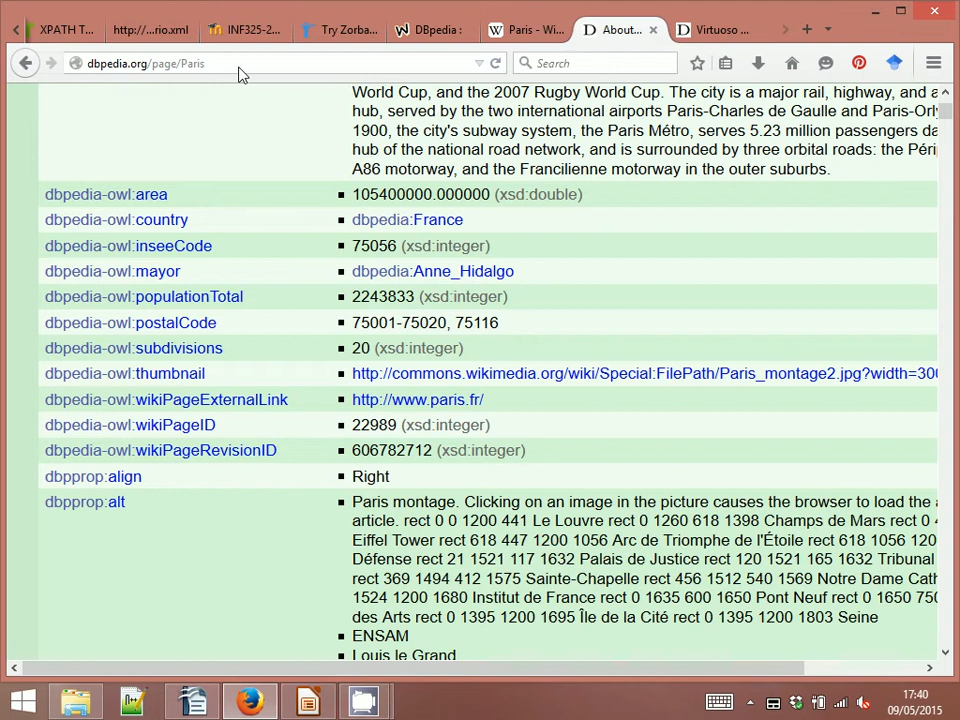 XPATH T...
http://...rio.xml
INF325-2...
Try Zorba...
DBpedia :
Paris - Wi...
About...
Virtuoso ...
dbpedia.org/page/Paris
Search
World Cup, and the 2007 Rugby World Cup. The city is a major rail, highway, and a
hub, served by the two international airports Paris-Charles de Gaulle and Paris-Orly
1900, the city's subway system, the Paris Métro, serves 5.23 million passengers da
hub of the national road network, and is surrounded by three orbital roads: the Péri
A86 motorway, and the Francilienne motorway in the outer suburbs.
dbpedia-owl:area ▪ 105400000.000000 (xsd:double)
dbpedia-owl:country ▪ dbpedia:France
dbpedia-owl:inseeCode ▪ 75056 (xsd:integer)
dbpedia-owl:mayor ▪ dbpedia:Anne_Hidalgo
dbpedia-owl:populationTotal ▪ 2243833 (xsd:integer)
dbpedia-owl:postalCode ▪ 75001-75020, 75116
dbpedia-owl:subdivisions ▪ 20 (xsd:integer)
dbpedia-owl:thumbnail ▪ http://commons.wikimedia.org/wiki/Special:FilePath/Paris_montage2.jpg?width=300
dbpedia-owl:wikiPageExternalLink ▪ http://www.paris.fr/
dbpedia-owl:wikiPageID ▪ 22989 (xsd:integer)
dbpedia-owl:wikiPageRevisionID ▪ 606782712 (xsd:integer)
dbpprop:align ▪ Right
dbpprop:alt ▪ Paris montage. Clicking on an image in the picture causes the browser to load the
article. rect 0 0 1200 441 Le Louvre rect 0 1260 618 1398 Champs de Mars rect 0
Eiffel Tower rect 618 447 1200 1056 Arc de Triomphe de l'Étoile rect 618 1056 120
Défense rect 21 1521 117 1632 Palais de Justice rect 120 1521 165 1632 Tribunal
rect 369 1494 412 1575 Sainte-Chapelle rect 456 1512 540 1569 Notre Dame Cath
1524 1200 1680 Institut de France rect 0 1635 600 1650 Pont Neuf rect 0 1650 750
des Arts rect 0 1395 1200 1695 Île de la Cité rect 0 1395 1200 1803 Seine
▪ ENSAM
▪ Louis le Grand
17:40
09/05/2015